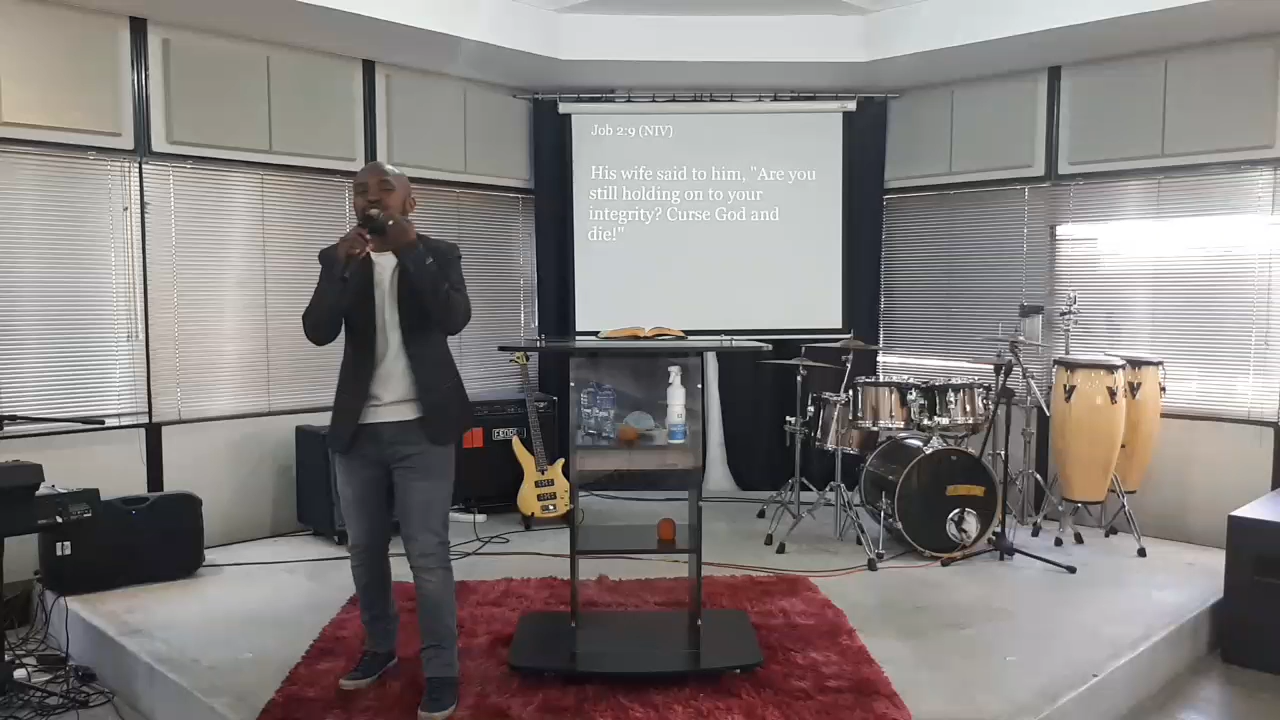 Job 2:9 (NIV)
His wife said to him, "Are you
still holding on to your
integrity? Curse God and
die!"